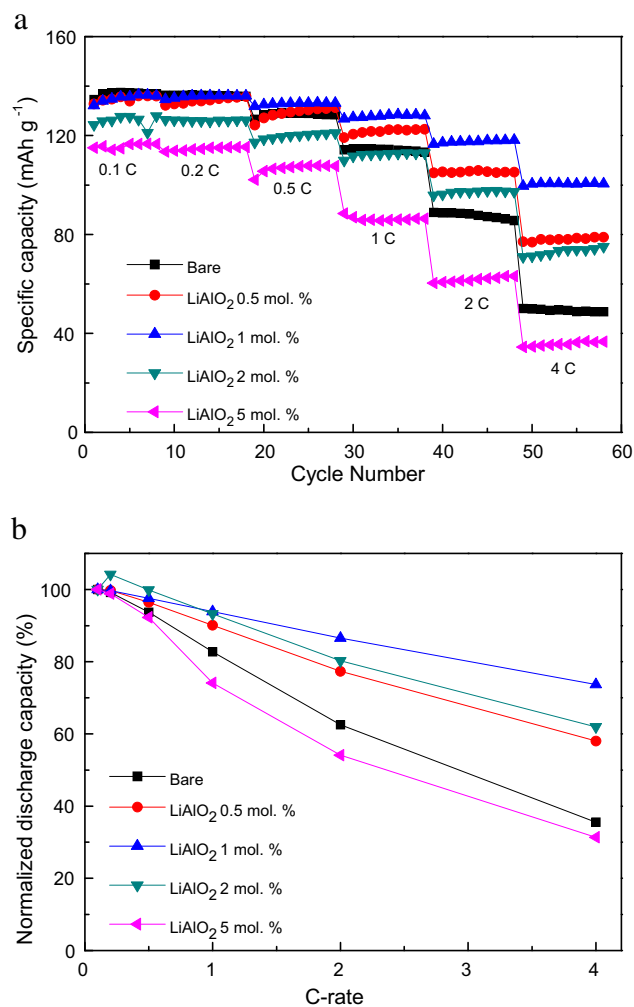 a
160
120
80
40
0
Specific capacity (mAh g⁻¹)
0.1 C
0.2 C
0.5 C
1 C
2 C
4 C
Bare
LiAlO₂ 0.5 mol. %
LiAlO₂ 1 mol. %
LiAlO₂ 2 mol. %
LiAlO₂ 5 mol. %
0 10 20 30 40 50 60
Cycle Number
b
100
80
60
40
20
0
Normalized discharge capacity (%)
Bare
LiAlO₂ 0.5 mol. %
LiAlO₂ 1 mol. %
LiAlO₂ 2 mol. %
LiAlO₂ 5 mol. %
0 1 2 3 4
C-rate